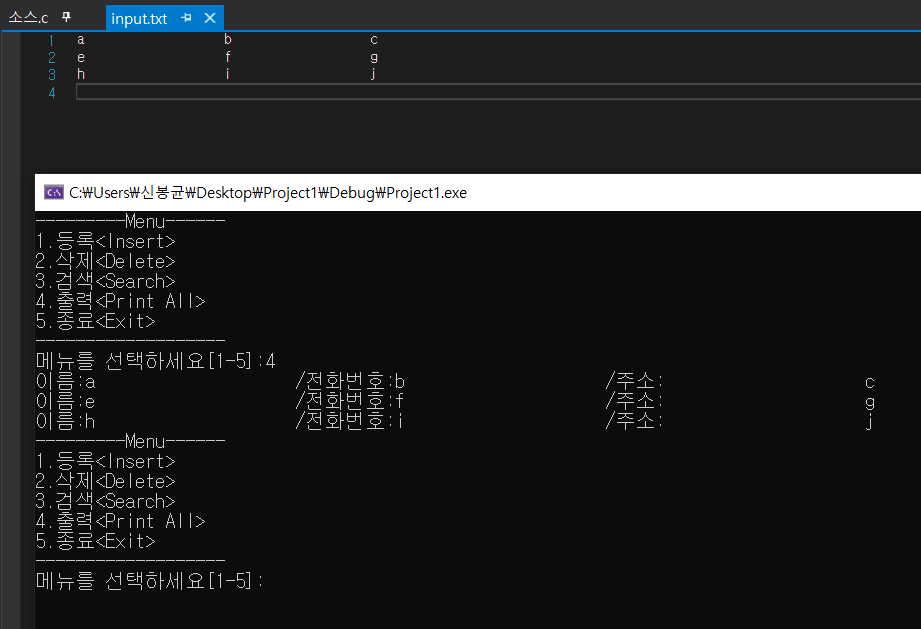 소스.c input.txt
1 a b c
2 e f g
3 h i j
4
C:\ C:₩Users₩신봉균₩Desktop₩Project1₩Debug₩Project1.exe
---------Menu------
1.등록<Insert>
2.삭제<Delete>
3.검색<Search>
4.출력<Print All>
5.종료<Exit>
-------------------
메뉴를 선택하세요[1-5]:4
이름:a /전화번호:b /주소: c
이름:e /전화번호:f /주소: g
이름:h /전화번호:i /주소: j
---------Menu------
1.등록<Insert>
2.삭제<Delete>
3.검색<Search>
4.출력<Print All>
5.종료<Exit>
-------------------
메뉴를 선택하세요[1-5]: